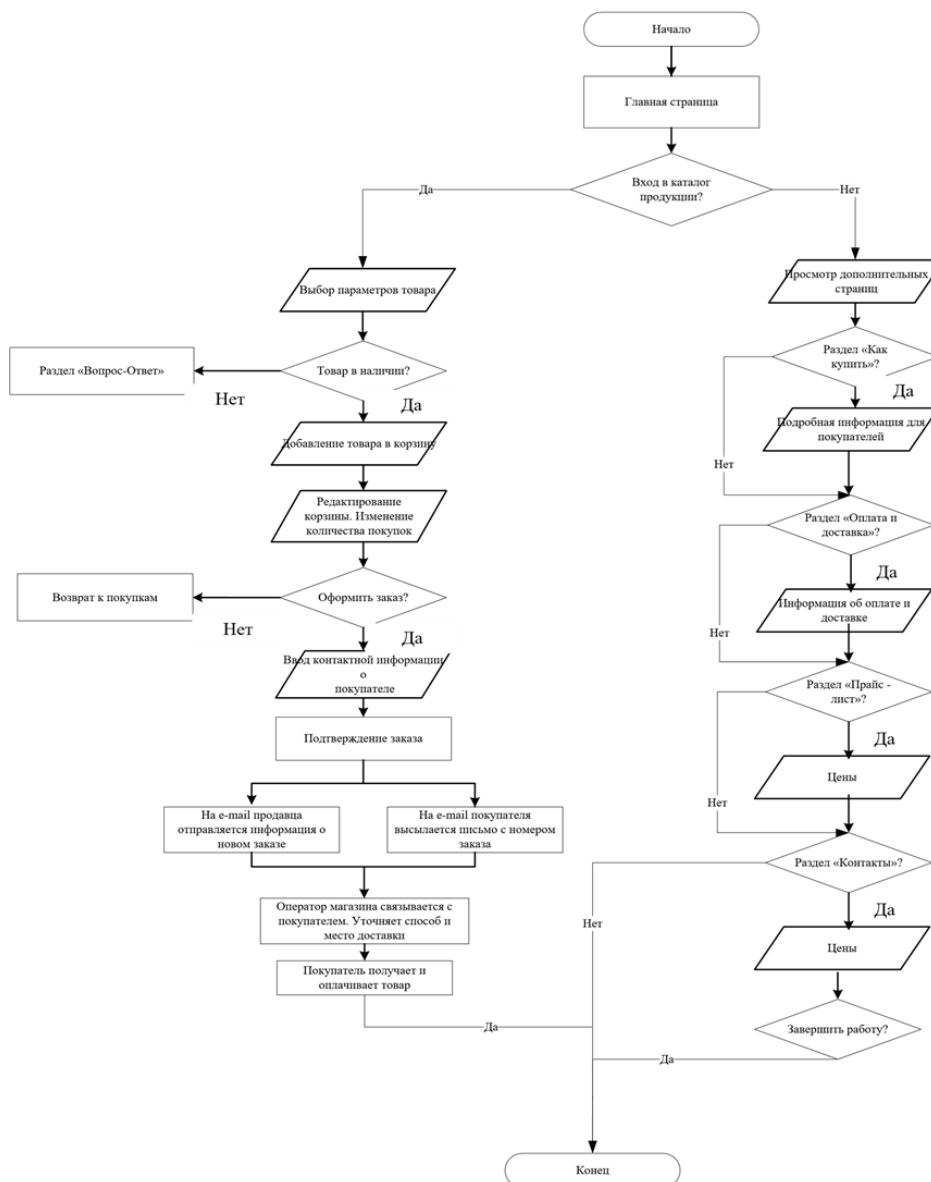 Начало
Главная страница
Вход в каталог
продукции?
Да
Нет
Выбор параметров товара
Просмотр дополнительных
страниц
Товар в наличии?
Раздел «Вопрос-Ответ»
Нет
Да
Добавление товара в корзину
Редактирование
корзины. Изменение
количества покупок
Оформить заказ?
Возврат к покупкам
Нет
Да
Ввод контактной информации
о
покупателе
Подтверждение заказа
На e-mail продавца
отправляется информация о
новом заказе
На e-mail покупателя
высылается письмо с номером
заказа
Оператор магазина связывается с
покупателем. Уточняет способ и
место доставки
Покупатель получает и
оплачивает товар
Да
Раздел «Как
купить»?
Да
Подробная информация для
покупателей
Нет
Раздел «Оплата и
доставка»?
Да
Информация об оплате и
доставке
Нет
Раздел «Прайс -
лист»?
Да
Цены
Нет
Раздел «Контакты»?
Да
Нет
Цены
Завершить работу?
Да
Конец